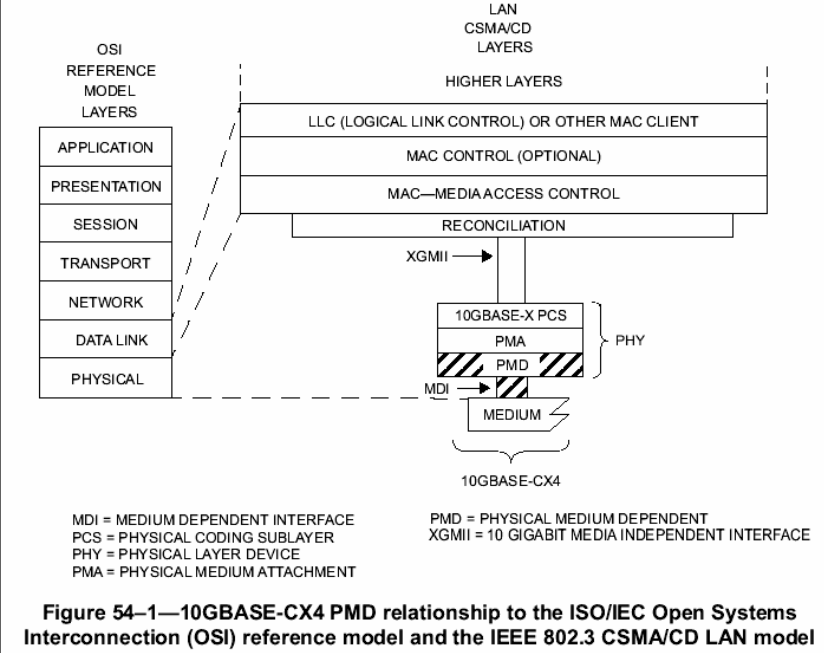 LAN
CSMA/CD
LAYERS
OSI
REFERENCE
MODEL
LAYERS
HIGHER LAYERS
LLC (LOGICAL LINK CONTROL) OR OTHER MAC CLIENT
MAC CONTROL (OPTIONAL)
MAC—MEDIA ACCESS CONTROL
RECONCILIATION
APPLICATION
PRESENTATION
SESSION
TRANSPORT
NETWORK
DATA LINK
PHYSICAL
XGMII
10GBASE-X PCS
PMA
PMD
PHY
MDI
MEDIUM
10GBASE-CX4
MDI = MEDIUM DEPENDENT INTERFACE
PCS = PHYSICAL CODING SUBLAYER
PHY = PHYSICAL LAYER DEVICE
PMA = PHYSICAL MEDIUM ATTACHMENT
PMD = PHYSICAL MEDIUM DEPENDENT
XGMII = 10 GIGABIT MEDIA INDEPENDENT INTERFACE
Figure 54–1—10GBASE-CX4 PMD relationship to the ISO/IEC Open Systems
Interconnection (OSI) reference model and the IEEE 802.3 CSMA/CD LAN model